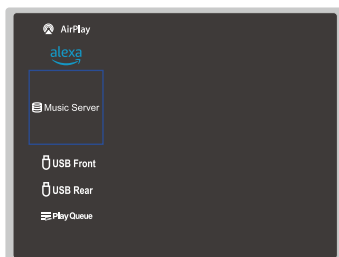 AirPlay
alexa
Music Server
USB Front
USB Rear
Play Queue